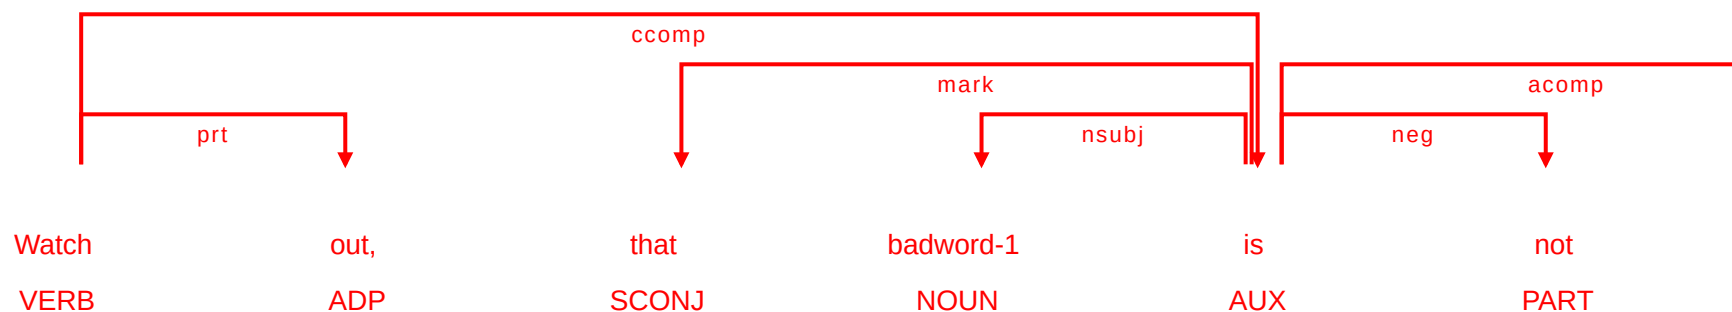 ccomp
mark acomp
prt nsubj neg
Watch out, that badword-1 is not
VERB ADP SCONJ NOUN AUX PART